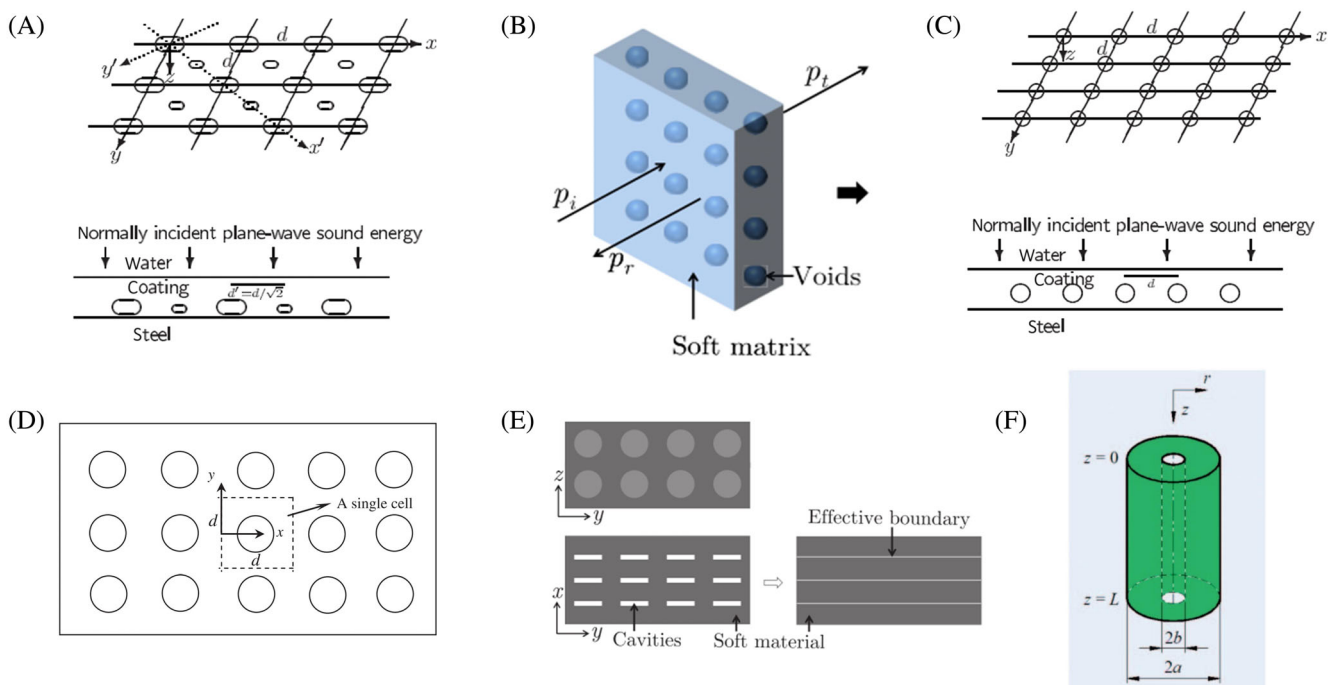 (A)
d
x
y′
z
d
y
x′
Normally incident plane-wave sound energy
Water
Coating
d′=d/√2
Steel
(B)
p_t
p_i
p_r
Voids
Soft matrix
(C)
d
x
z
d
y
Normally incident plane-wave sound energy
Water
Coating
d
Steel
(D)
y
A single cell
d
x
d
(E)
z
y
Effective boundary
x
y
Cavities
Soft material
(F)
r
z
z=0
z=L
2b
2a